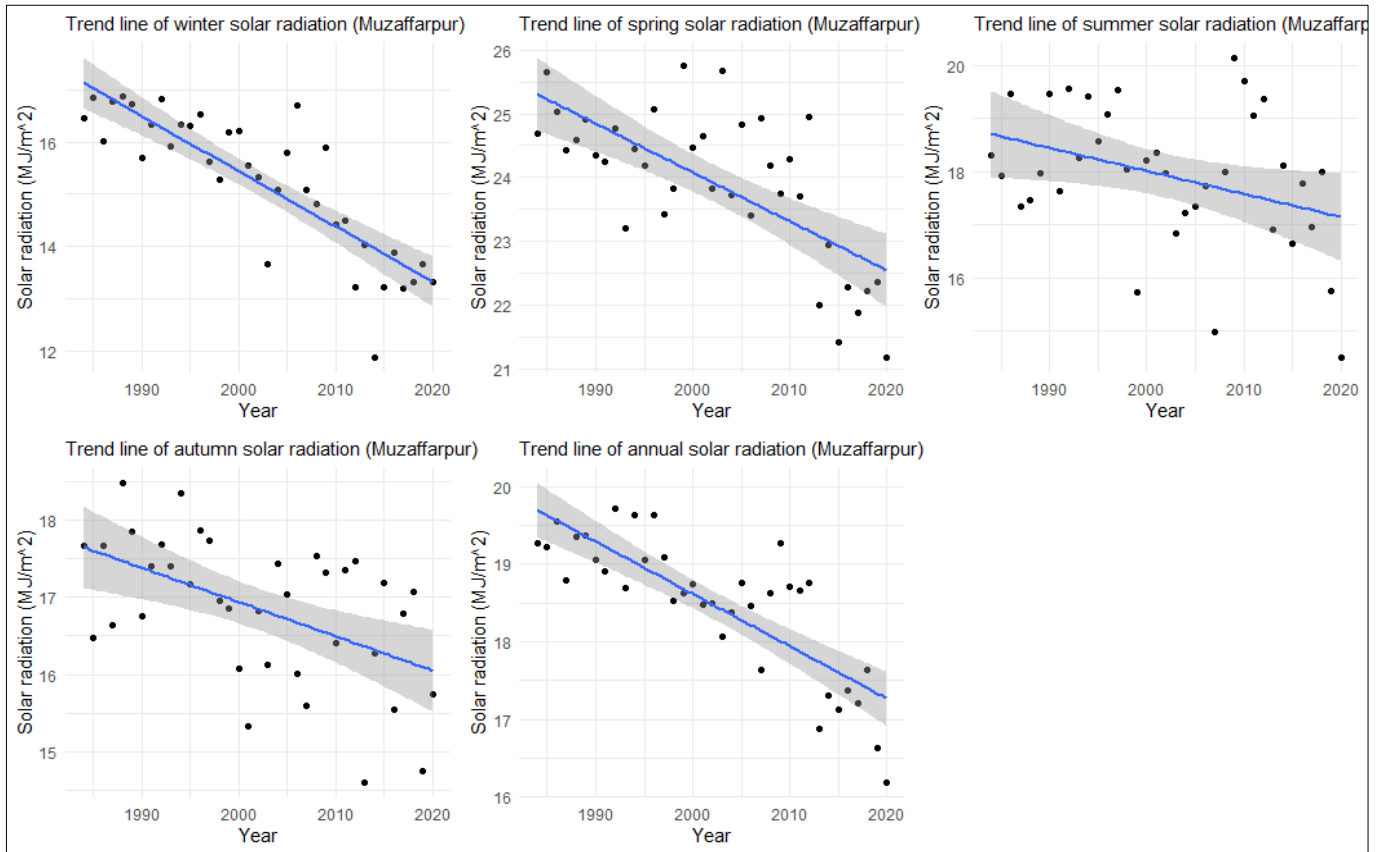 Trend line of winter solar radiation (Muzaffarpur)
Solar radiation (MJ/m^2)
16
14
12
1990 2000 2010 2020
Year
Trend line of spring solar radiation (Muzaffarpur)
Solar radiation (MJ/m^2)
26
25
24
23
22
21
1990 2000 2010 2020
Year
Trend line of summer solar radiation (Muzaffarp
Solar radiation (MJ/m^2)
20
18
16
1990 2000 2010 2020
Year
Trend line of autumn solar radiation (Muzaffarpur)
Solar radiation (MJ/m^2)
18
17
16
15
1990 2000 2010 2020
Year
Trend line of annual solar radiation (Muzaffarpur)
Solar radiation (MJ/m^2)
20
19
18
17
16
1990 2000 2010 2020
Year